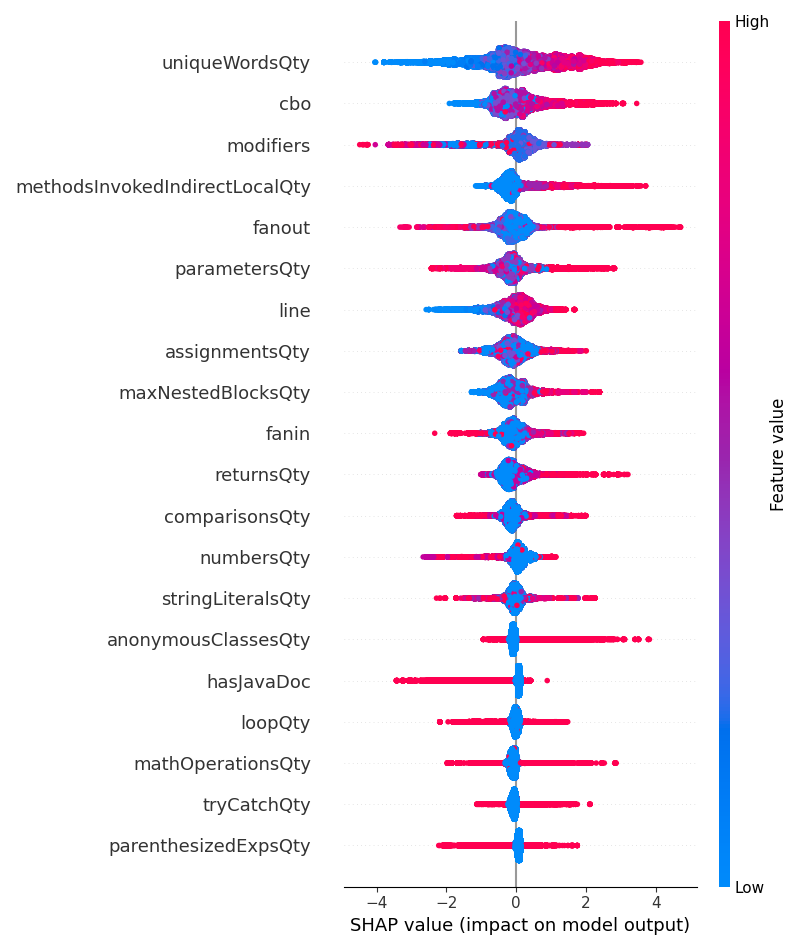 High
uniqueWordsQty
cbo
modifiers
methodsInvokedIndirectLocalQty
fanout
parametersQty
line
assignmentsQty
maxNestedBlocksQty
fanin
returnsQty
comparisonsQty
numbersQty
stringLiteralsQty
anonymousClassesQty
hasJavaDoc
loopQty
mathOperationsQty
tryCatchQty
parenthesizedExpsQty
Feature value
Low
−4 −2 0 2 4
SHAP value (impact on model output)